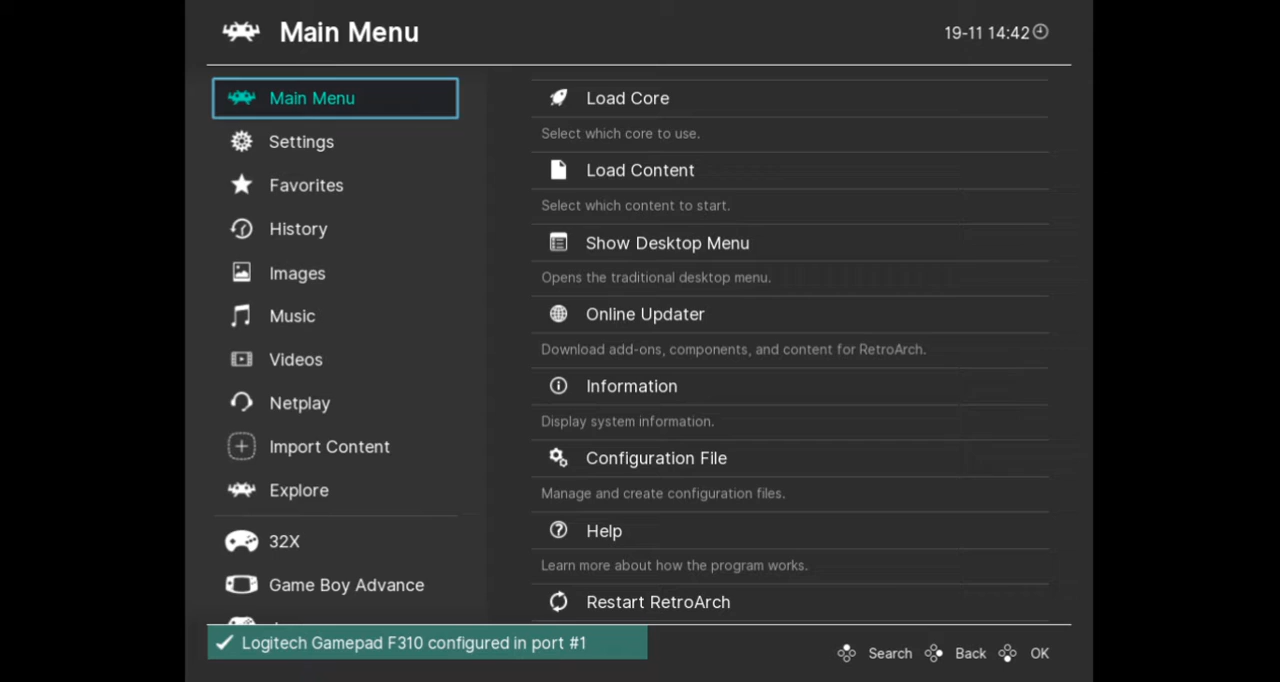 Main Menu
19-11 14:42
Main Menu
Settings
Favorites
History
Images
Music
Videos
Netplay
Import Content
Explore
32X
Game Boy Advance
Load Core
Select which core to use.
Load Content
Select which content to start.
Show Desktop Menu
Opens the traditional desktop menu.
Online Updater
Download add-ons, components, and content for RetroArch.
Information
Display system information.
Configuration File
Manage and create configuration files.
Help
Learn more about how the program works.
Restart RetroArch
Logitech Gamepad F310 configured in port #1
Search Back OK